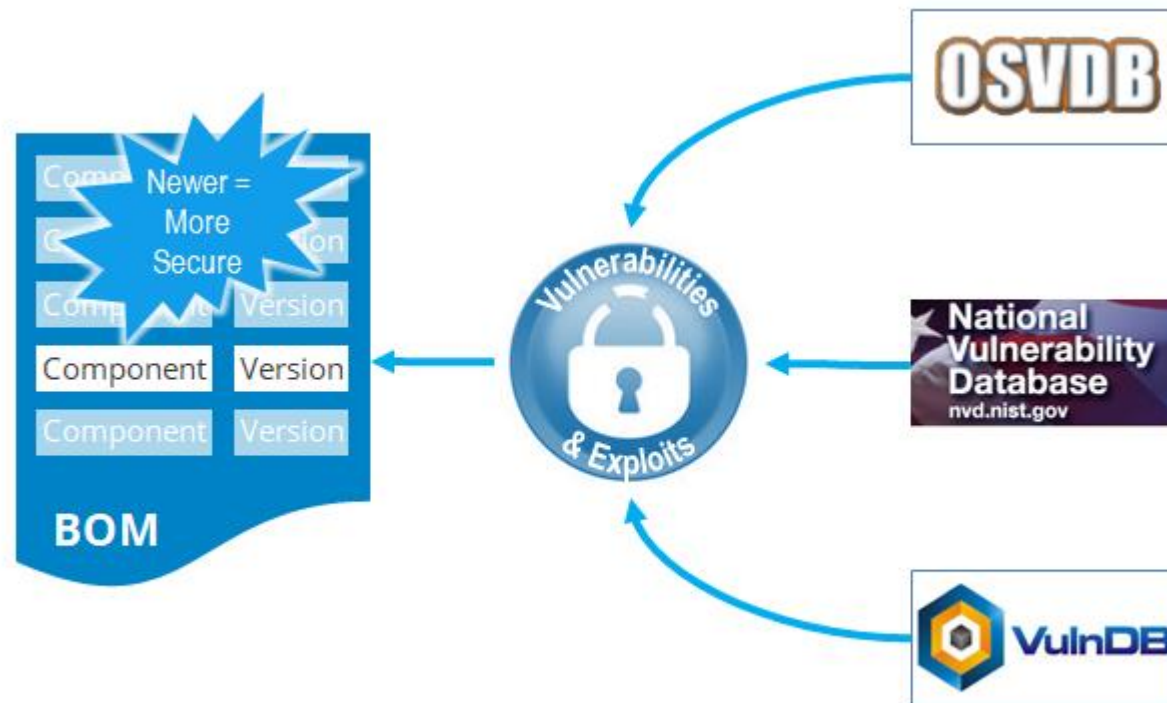 Newer =
More
Secure
Version
Component Version
Component Version
BOM
Vulnerabilities
& Exploits
OSVDB
National
Vulnerability
Database
nvd.nist.gov
VulnDB